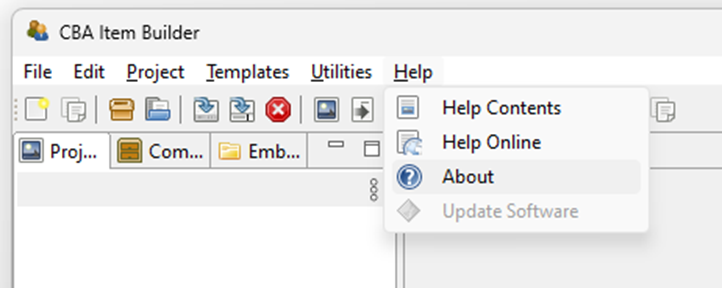 CBA Item Builder
File Edit Project Templates Utilities Help
Help Contents
Help Online
About
Update Software
Proj... Com... Emb...